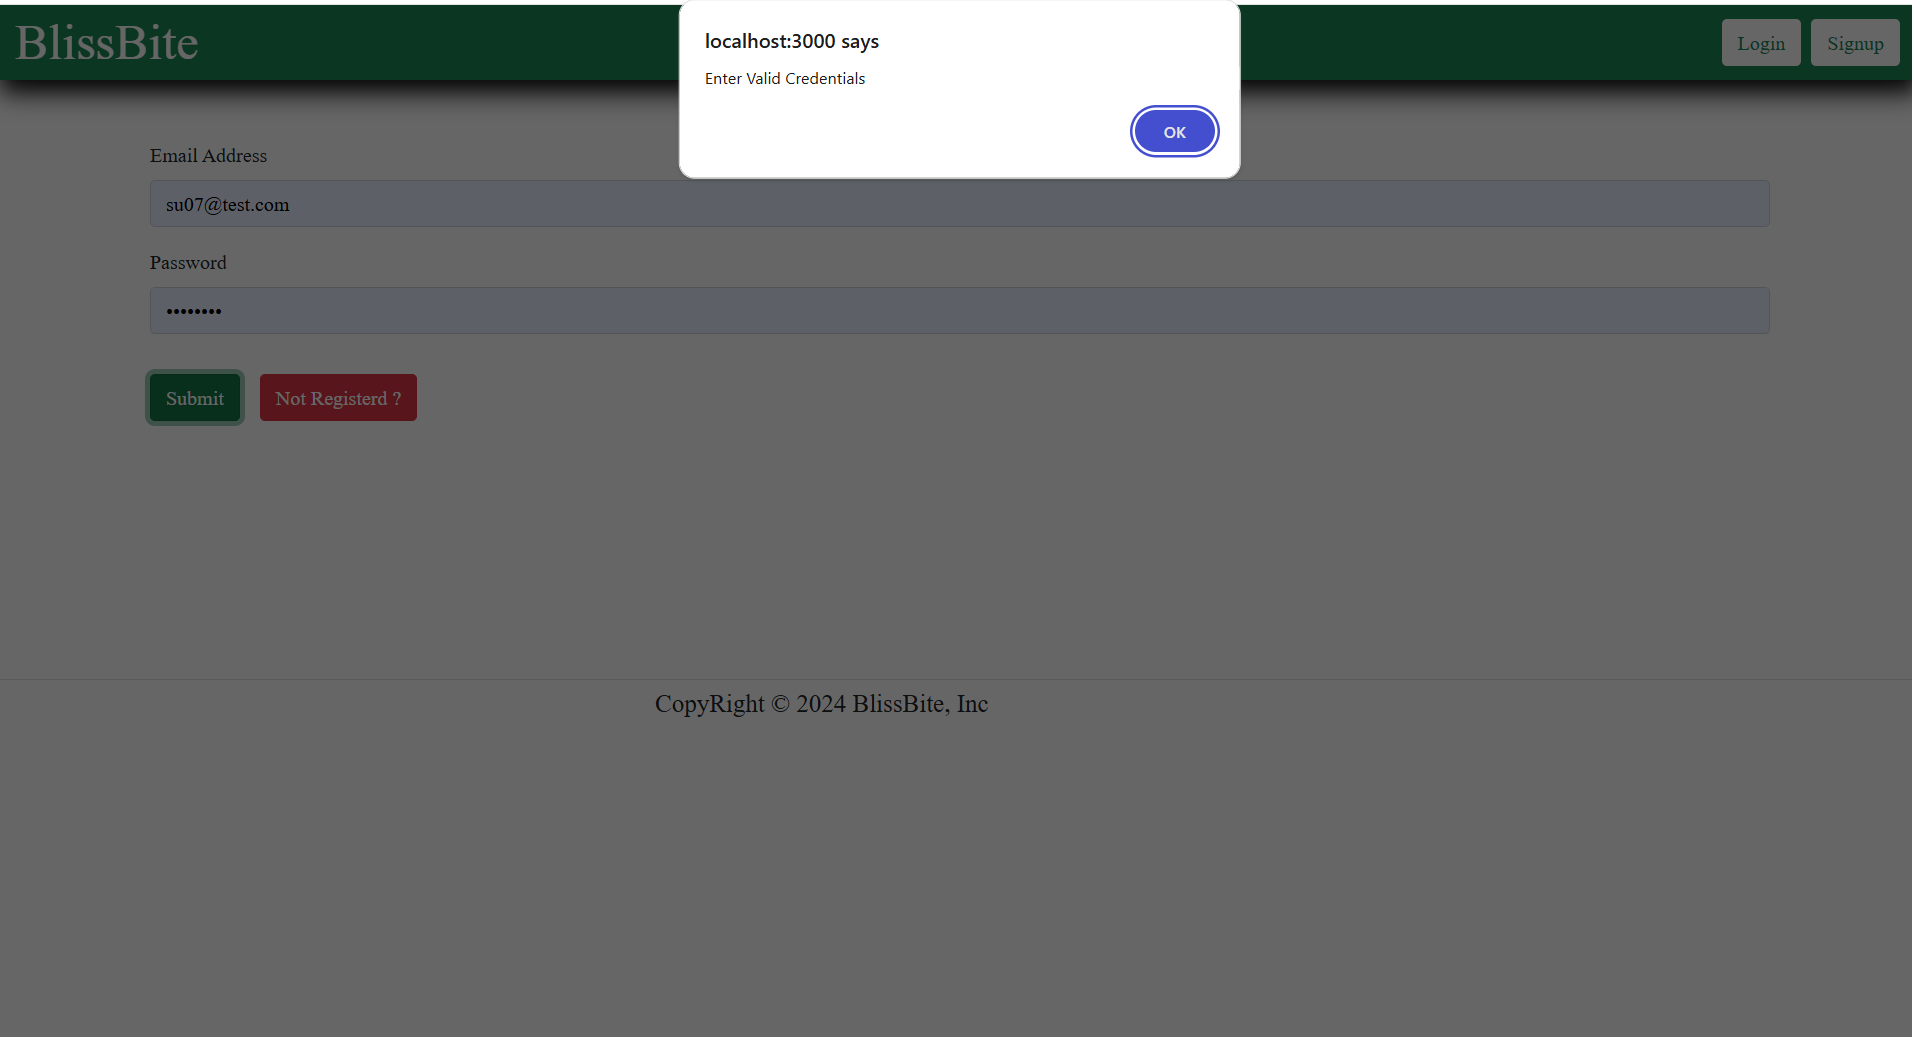 BlissBite
Login
Signup
localhost:3000 says
Enter Valid Credentials
OK
Email Address
su07@test.com
Password
••••••••
Submit
Not Registerd ?
CopyRight © 2024 BlissBite, Inc